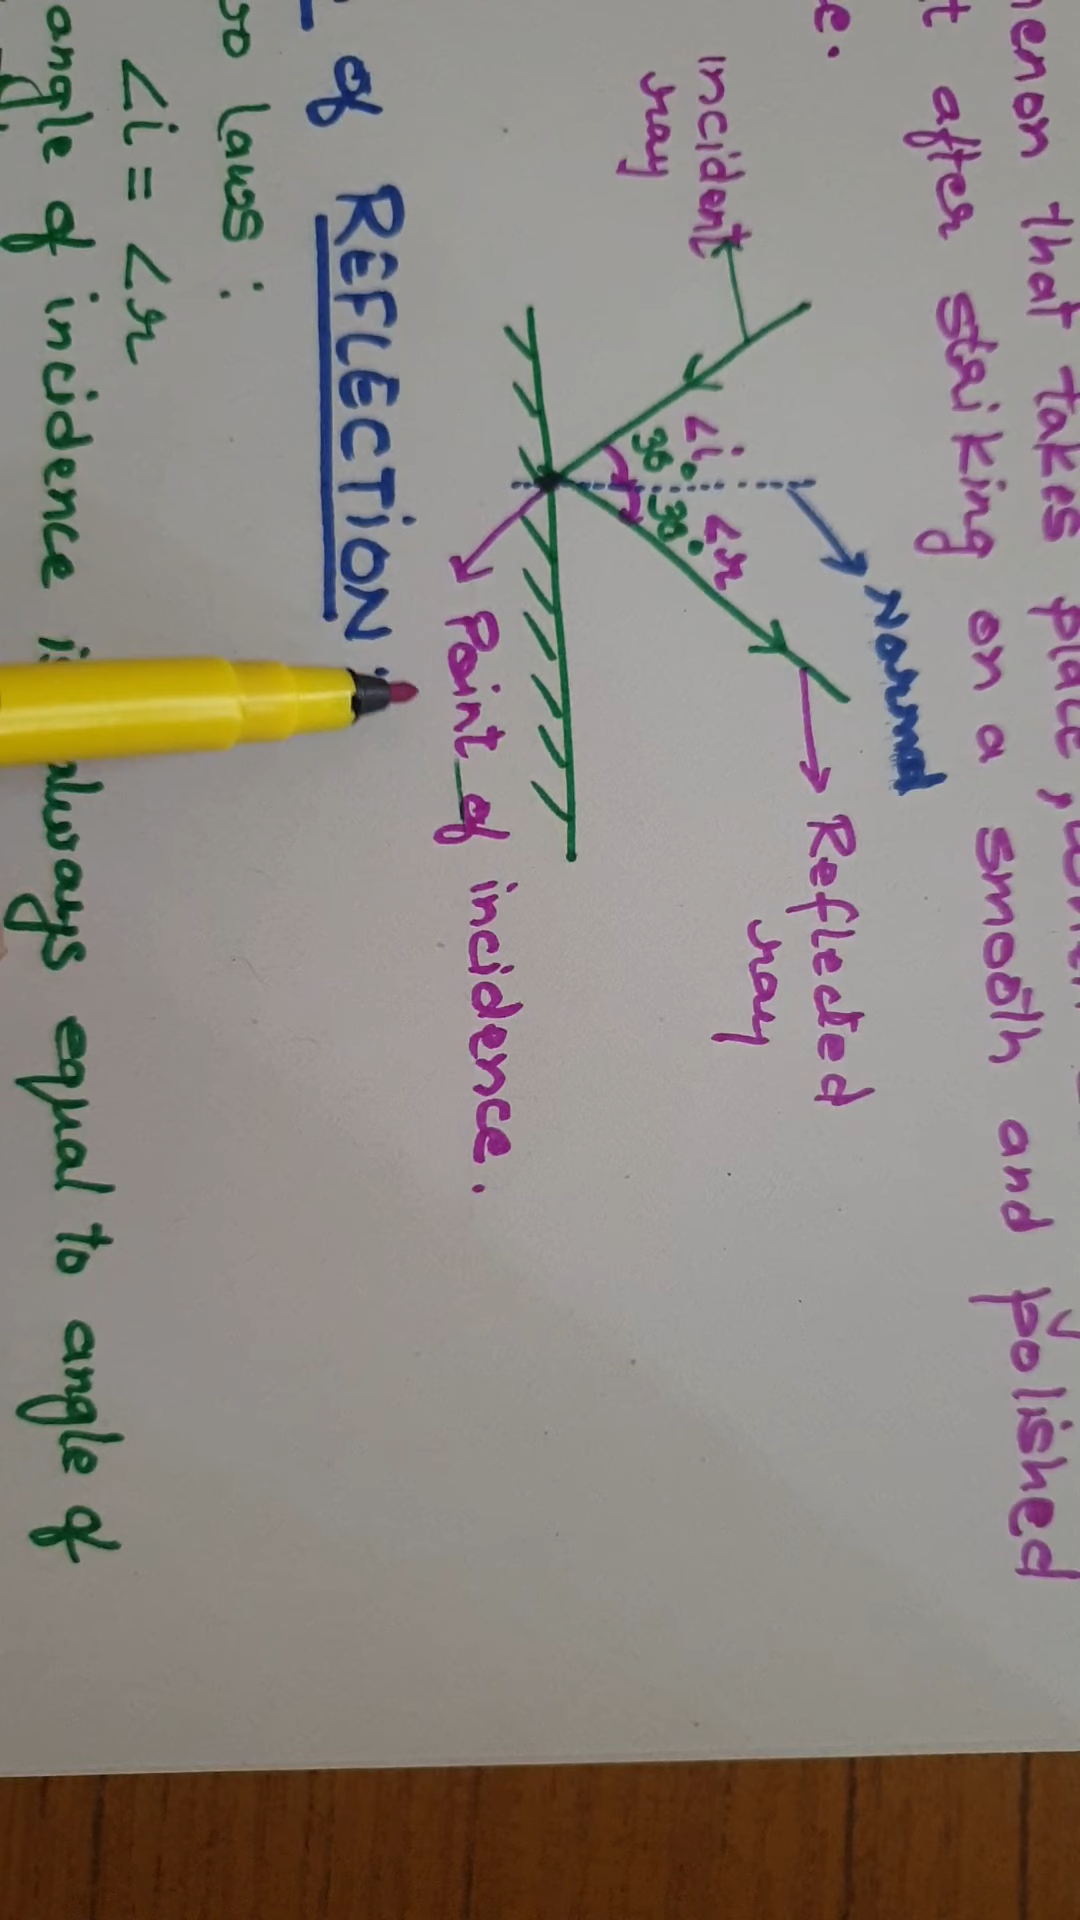 that takes place,
after striking on a smooth and polished
Normal
incident
ray
∠i
30°
∠r
30°
Reflected
ray
Point of incidence.
of REFLECTION:
laws:
∠i = ∠r
angle of incidence is always equal to angle of